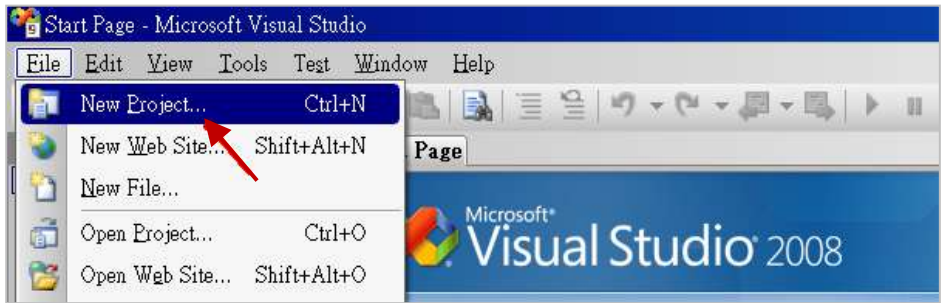 Start Page - Microsoft Visual Studio
File Edit View Tools Test Window Help
New Project... Ctrl+N
New Web Site... Shift+Alt+N
Page
New File...
Open Project... Ctrl+O
Open Web Site... Shift+Alt+O
Microsoft
Visual Studio 2008